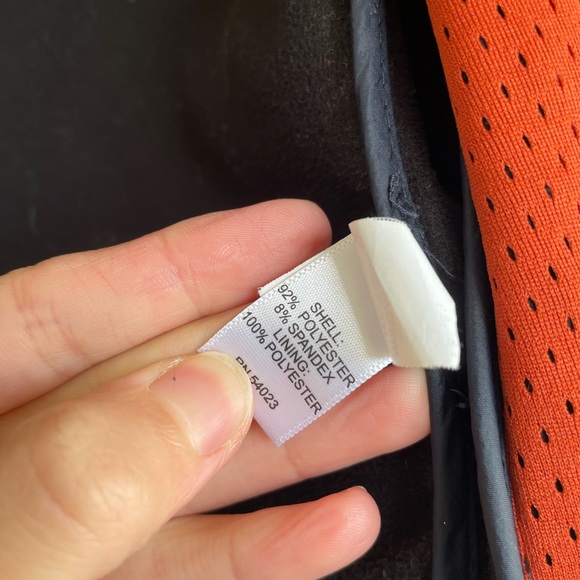 SHELL:
92% POLYESTER
8% SPANDEX
LINING:
100% POLYESTER
RN 54023